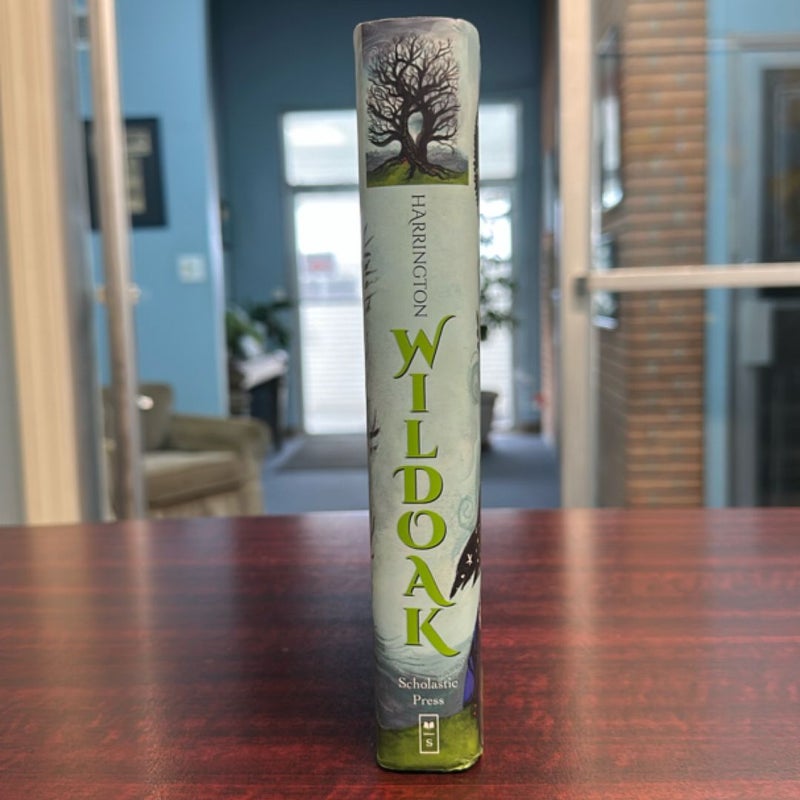 HARRINGTON
WILDOAK
Scholastic
Press
S